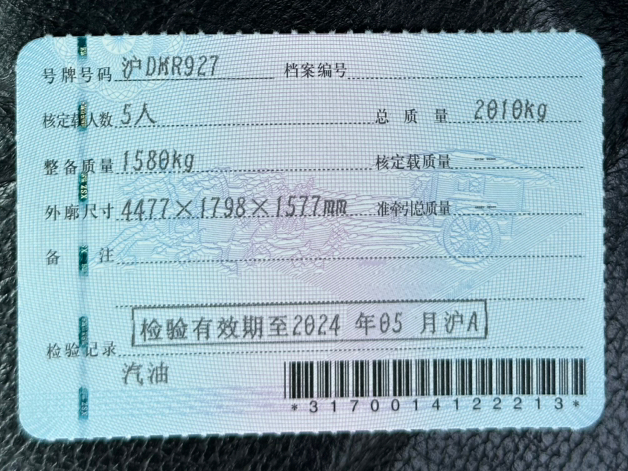 号牌号码 沪DWR927 档案编号
核定载人数 5人 总质量 2010kg
整备质量 1580kg 核定载质量 --
外廓尺寸 4477×1798×1577mm 准牵引总质量 --
备注
检验有效期至2024年05月沪A
检验记录
汽油
*3170014122213*